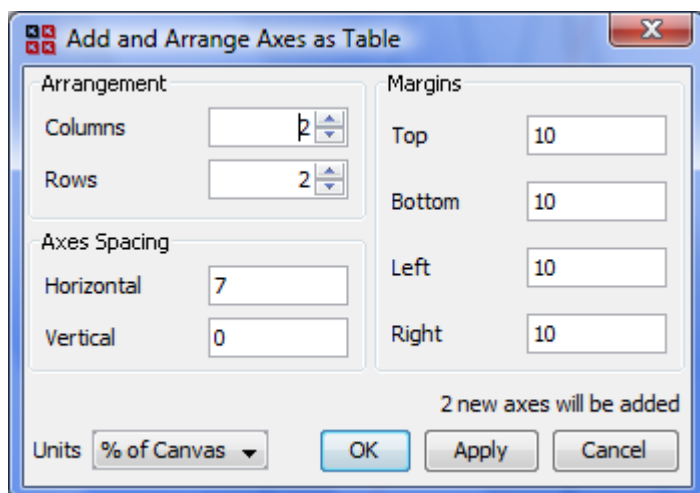 Add and Arrange Axes as Table
Arrangement
Columns 2
Rows 2
Axes Spacing
Horizontal 7
Vertical 0
Margins
Top 10
Bottom 10
Left 10
Right 10
2 new axes will be added
Units % of Canvas OK Apply Cancel